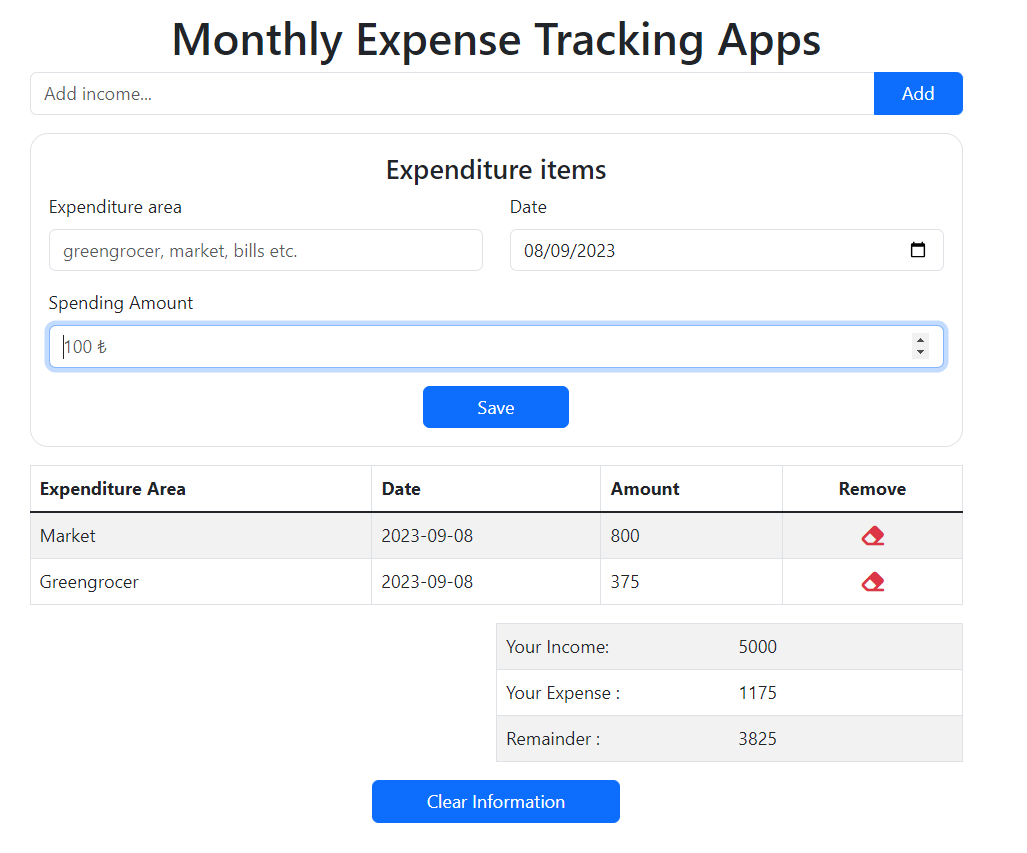 Monthly Expense Tracking Apps
Add income...
Add
Expenditure items
Expenditure area
Date
greengrocer, market, bills etc.
08/09/2023
Spending Amount
100 ₺
Save
Expenditure Area Date Amount Remove
Market 2023-09-08 800
Greengrocer 2023-09-08 375
Your Income: 5000
Your Expense : 1175
Remainder : 3825
Clear Information